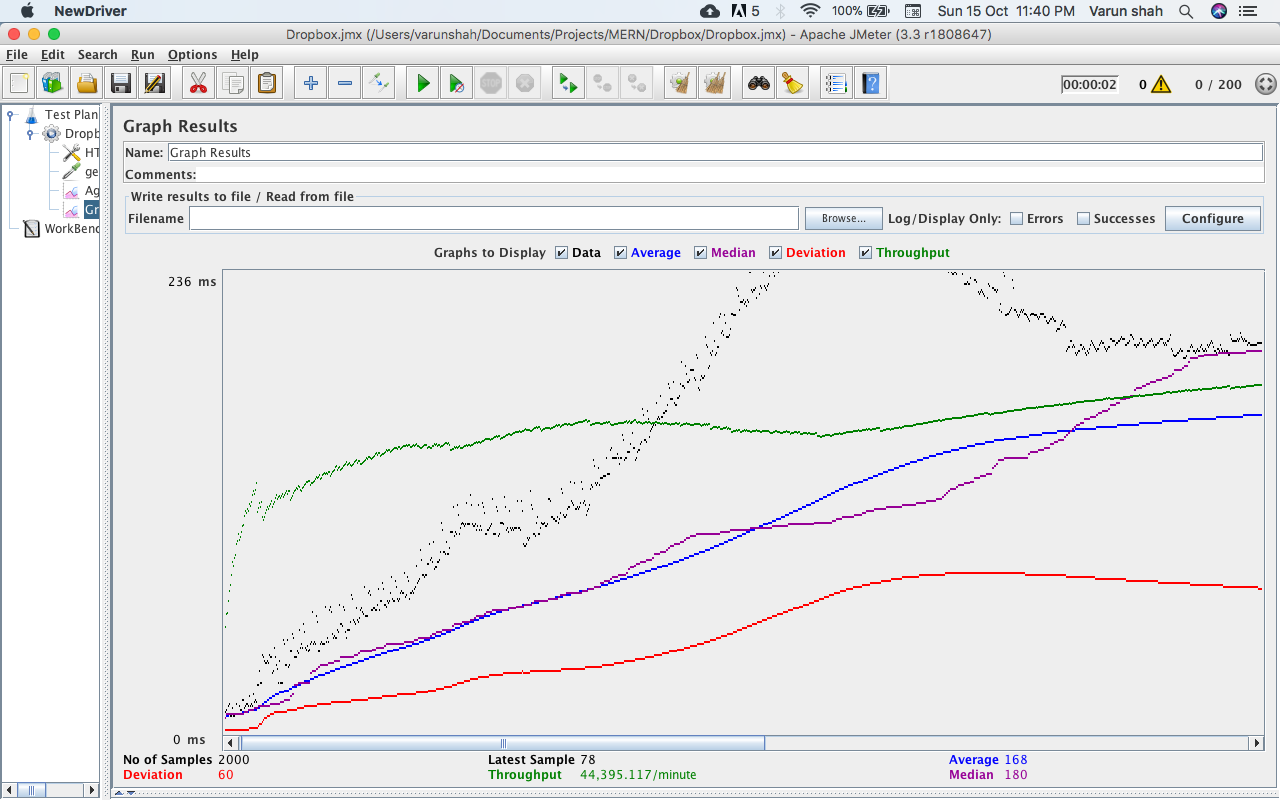 NewDriver 5 100% Sun 15 Oct 11:40 PM Varun shah
Dropbox.jmx (/Users/varunshah/Documents/Projects/MERN/Dropbox/Dropbox.jmx) - Apache JMeter (3.3 r1808647)
File Edit Search Run Options Help
00:00:02 0 0 / 200
Test Plan
Dropb
HT
ge
Ag
Gr
WorkBenc
Graph Results
Name: Graph Results
Comments:
Write results to file / Read from file
Filename Browse... Log/Display Only: Errors Successes Configure
Graphs to Display Data Average Median Deviation Throughput
236 ms
0 ms
No of Samples 2000 Latest Sample 78 Average 168
Deviation 60 Throughput 44,395.117/minute Median 180